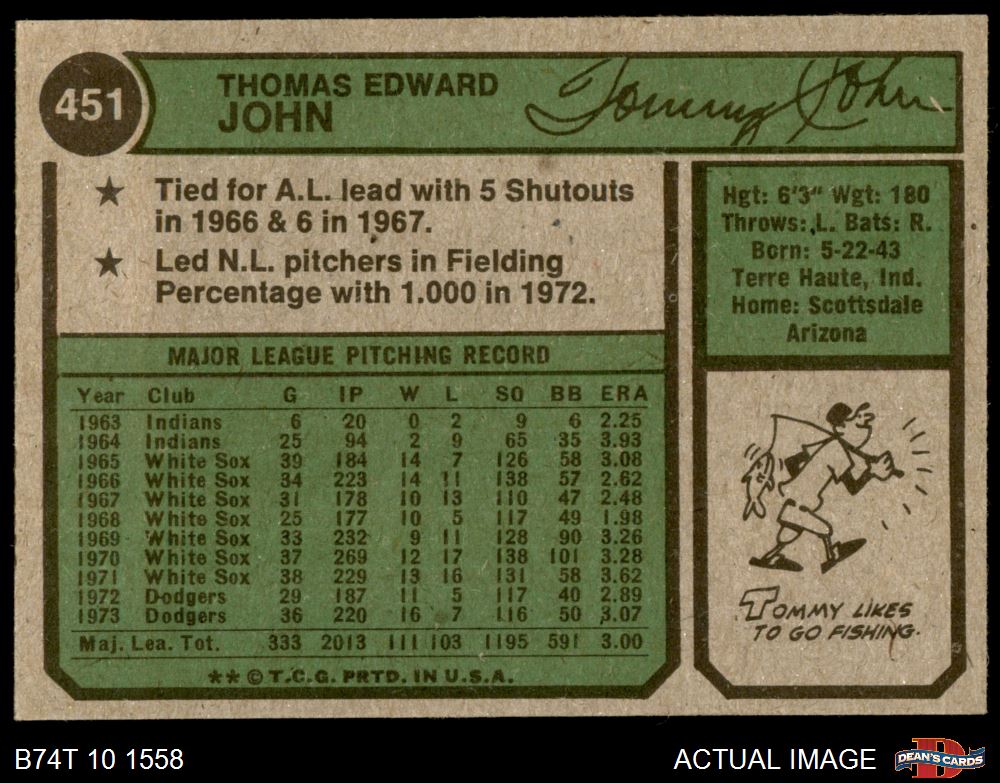 451
THOMAS EDWARD
JOHN
Tommy John
★ Tied for A.L. lead with 5 Shutouts
in 1966 & 6 in 1967.
★ Led N.L. pitchers in Fielding
Percentage with 1.000 in 1972.
Hgt: 6'3" Wgt: 180
Throws: L. Bats: R.
Born: 5-22-43
Terre Haute, Ind.
Home: Scottsdale
Arizona
MAJOR LEAGUE PITCHING RECORD
Year Club G IP W L SO BB ERA
1963 Indians 6 20 0 2 9 6 2.25
1964 Indians 25 94 2 9 65 35 3.93
1965 White Sox 39 184 14 7 126 58 3.08
1966 White Sox 34 223 14 11 138 57 2.62
1967 White Sox 31 178 10 13 110 47 2.48
1968 White Sox 25 177 10 5 117 49 1.98
1969 White Sox 33 232 9 11 128 90 3.26
1970 White Sox 37 269 12 17 138 101 3.28
1971 White Sox 38 229 13 16 131 58 3.62
1972 Dodgers 29 187 11 5 117 40 2.89
1973 Dodgers 36 220 16 7 116 50 3.07
Maj. Lea. Tot. 333 2013 111 103 1195 591 3.00
** © T.C.G. PRTD. IN U.S.A.
TOMMY LIKES
TO GO FISHING.
B74T 10 1558
ACTUAL IMAGE
D
DEAN'S CARDS